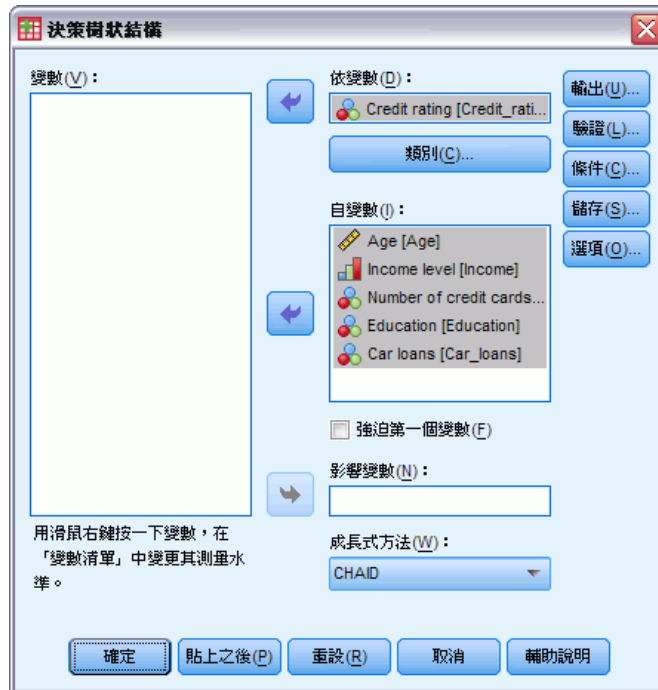 決策樹狀結構
變數(V)：
用滑鼠右鍵按一下變數，在
「變數清單」中變更其測量水
準。
依變數(D)：
Credit rating [Credit_rati...
類別(C)...
自變數(I)：
Age [Age]
Income level [Income]
Number of credit cards...
Education [Education]
Car loans [Car_loans]
強迫第一個變數(F)
影響變數(N)：
成長式方法(W)：
CHAID
輸出(U)...
驗證(L)...
條件(C)...
儲存(S)...
選項(O)...
確定
貼上之後(P)
重設(R)
取消
輔助說明